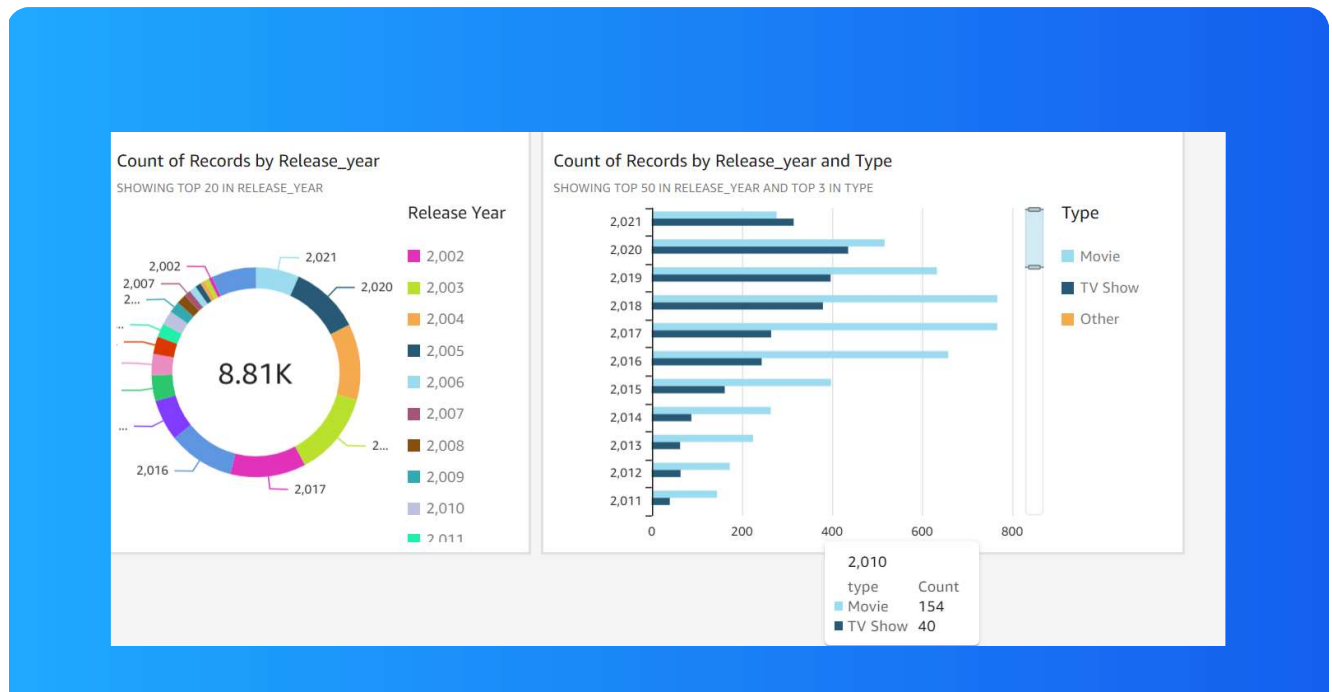 Count of Records by Release_year
SHOWING TOP 20 IN RELEASE_YEAR
Release Year
2,002
2,003
2,004
2,005
2,006
2,007
2,008
2,009
2,010
2,011
2,021
2,020
2...
2,017
2,016
...
...
2...
2,007
2,002
8.81K
Count of Records by Release_year and Type
SHOWING TOP 50 IN RELEASE_YEAR AND TOP 3 IN TYPE
2,021
2,020
2,019
2,018
2,017
2,016
2,015
2,014
2,013
2,012
2,011
0 200 400 600 800
Type
Movie
TV Show
Other
2,010
type Count
Movie 154
TV Show 40